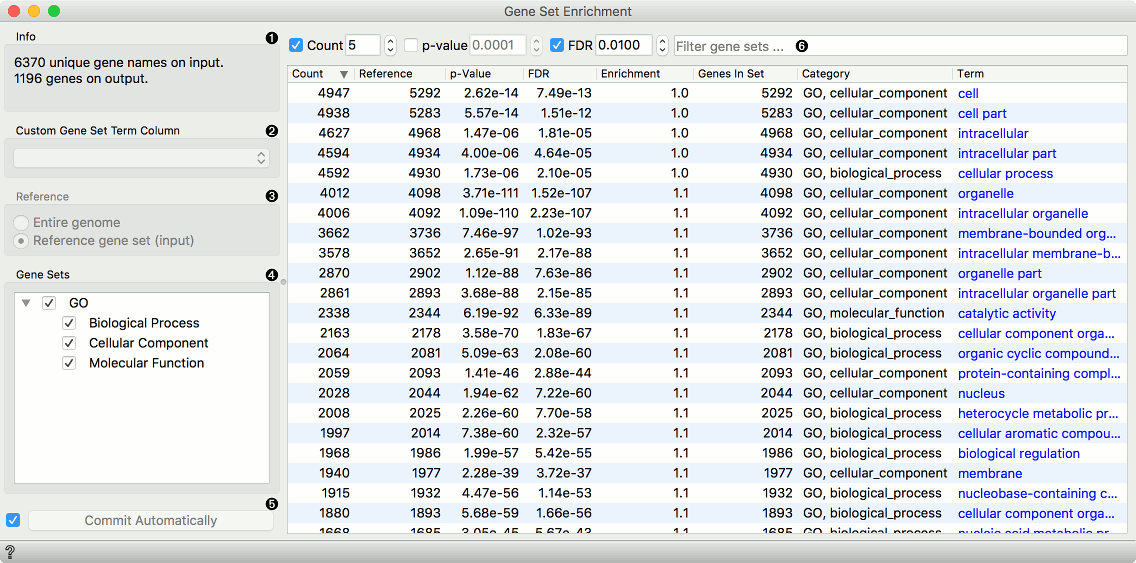 Gene Set Enrichment
Info ❶
6370 unique gene names on input.
1196 genes on output.
Custom Gene Set Term Column ❷
Reference ❸
Entire genome
Reference gene set (input)
Gene Sets ❹
GO
Biological Process
Cellular Component
Molecular Function
❺
Commit Automatically
?
Count 5 p-value 0.0001 FDR 0.0100 Filter gene sets ... ❻
Count Reference p-Value FDR Enrichment Genes In Set Category Term
4947 5292 2.62e-14 7.49e-13 1.0 5292 GO, cellular_component cell
4938 5283 5.57e-14 1.51e-12 1.0 5283 GO, cellular_component cell part
4627 4968 1.47e-06 1.81e-05 1.0 4968 GO, cellular_component intracellular
4594 4934 4.00e-06 4.64e-05 1.0 4934 GO, cellular_component intracellular part
4592 4930 1.73e-06 2.10e-05 1.0 4930 GO, biological_process cellular process
4012 4098 3.71e-111 1.52e-107 1.1 4098 GO, cellular_component organelle
4006 4092 1.09e-110 2.23e-107 1.1 4092 GO, cellular_component intracellular organelle
3662 3736 7.46e-97 1.02e-93 1.1 3736 GO, cellular_component membrane-bounded org...
3578 3652 2.65e-91 2.17e-88 1.1 3652 GO, cellular_component intracellular membrane-b...
2870 2902 1.12e-88 7.63e-86 1.1 2902 GO, cellular_component organelle part
2861 2893 3.68e-88 2.15e-85 1.1 2893 GO, cellular_component intracellular organelle part
2338 2344 6.19e-92 6.33e-89 1.1 2344 GO, molecular_function catalytic activity
2163 2178 3.58e-70 1.83e-67 1.1 2178 GO, biological_process cellular component orga...
2064 2081 5.09e-63 2.08e-60 1.1 2081 GO, biological_process organic cyclic compound...
2059 2093 1.41e-46 2.88e-44 1.1 2093 GO, cellular_component protein-containing compl...
2028 2044 1.94e-62 7.22e-60 1.1 2044 GO, cellular_component nucleus
2008 2025 2.26e-60 7.70e-58 1.1 2025 GO, biological_process heterocycle metabolic pr...
1997 2014 7.38e-60 2.32e-57 1.1 2014 GO, biological_process cellular aromatic compou...
1968 1986 1.99e-57 5.42e-55 1.1 1986 GO, biological_process biological regulation
1940 1977 2.28e-39 3.72e-37 1.1 1977 GO, cellular_component membrane
1915 1932 4.47e-56 1.14e-53 1.1 1932 GO, biological_process nucleobase-containing c...
1880 1893 5.68e-59 1.66e-56 1.1 1893 GO, biological_process cellular component orga...
1668 1685 3.05e-45 5.67e-43 1.1 1685 GO, biological_process nucleic acid metabolic pr...